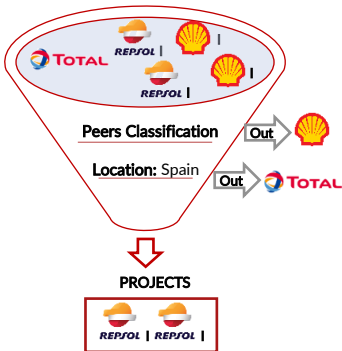 REPSOL I I
TOTAL
REPSOL I I
Peers Classification Out
Location: Spain
Out TOTAL
PROJECTS
REPSOL I REPSOL I